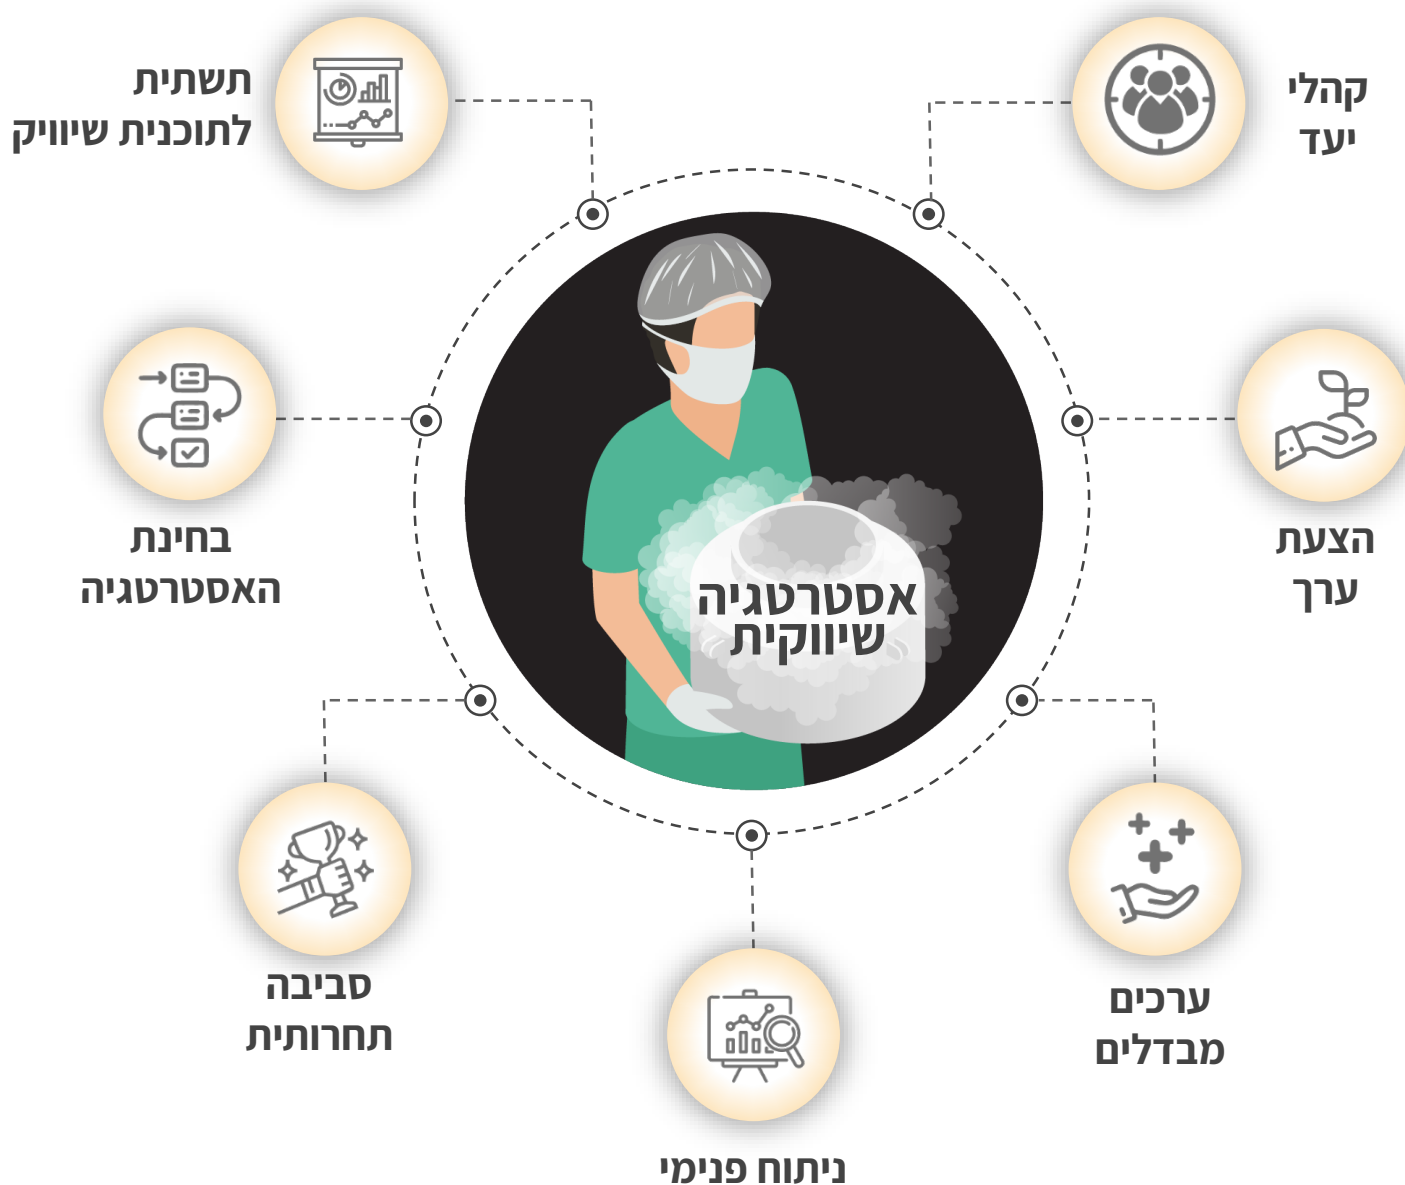 קהלי
יעד
הצעת
ערך
ערכים
מבדלים
ניתוח פנימי
סביבה
תחרותית
בחינת
האסטרטגיה
תשתית
לתוכנית שיווק
אסטרטגיה
שיווקית